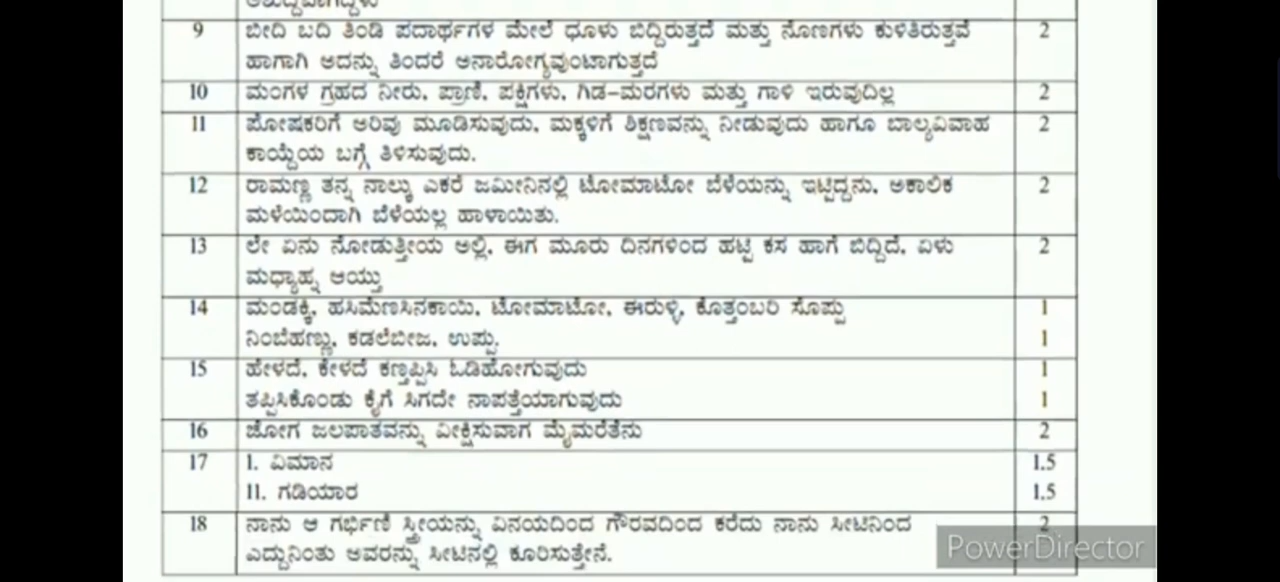 9 ಬೀದಿ ಬದಿ ತಿಂಡಿ ಪದಾರ್ಥಗಳ ಮೇಲೆ ಧೂಳು ಬಿದ್ದಿರುತ್ತದೆ ಮತ್ತು ನೊಣಗಳು ಕುಳಿತಿರುತ್ತವೆ 2
ಹಾಗಾಗಿ ಅದನ್ನು ತಿಂದರೆ ಅನಾರೋಗ್ಯವುಂಟಾಗುತ್ತದೆ
10 ಮಂಗಳ ಗ್ರಹದ ನೀರು, ಪ್ರಾಣಿ, ಪಕ್ಷಿಗಳು, ಗಿಡ-ಮರಗಳು ಮತ್ತು ಗಾಳಿ ಇರುವುದಿಲ್ಲ 2
11 ಪೋಷಕರಿಗೆ ಅರಿವು ಮೂಡಿಸುವುದು, ಮಕ್ಕಳಿಗೆ ಶಿಕ್ಷಣವನ್ನು ನೀಡುವುದು ಹಾಗೂ ಬಾಲ್ಯವಿವಾಹ 2
ಕಾಯ್ದೆಯ ಬಗ್ಗೆ ತಿಳಿಸುವುದು.
12 ರಾಮಣ್ಣ ತನ್ನ ನಾಲ್ಕು ಎಕರೆ ಜಮೀನಿನಲ್ಲಿ ಟೋಮಾಟೋ ಬೆಳೆಯನ್ನು ಇಟ್ಟಿದ್ದನು, ಅಕಾಲಿಕ 2
ಮಳೆಯಿಂದಾಗಿ ಬೆಳೆಯಲ್ಲ ಹಾಳಾಯಿತು.
13 ಲೇ ಏನು ನೋಡುತ್ತೀಯ ಅಲ್ಲಿ, ಈಗ ಮೂರು ದಿನಗಳಿಂದ ಹಟ್ಟಿ ಕಸ ಹಾಗೆ ಬಿದ್ದಿದೆ, ಏಳು 2
ಮಧ್ಯಾಹ್ನ ಆಯ್ತು
14 ಮಂಡಕ್ಕಿ, ಹಸಿಮೆಣಸಿನಕಾಯಿ, ಟೋಮಾಟೋ, ಈರುಳ್ಳಿ, ಕೊತ್ತಂಬರಿ ಸೊಪ್ಪು 1
ನಿಂಬೆಹಣ್ಣು, ಕಡಲೆಬೀಜ, ಉಪ್ಪು. 1
15 ಹೇಳದೆ, ಕೇಳದೆ ಕಣ್ತಪ್ಪಿಸಿ ಓಡಿಹೋಗುವುದು 1
ತಪ್ಪಿಸಿಕೊಂಡು ಕೈಗೆ ಸಿಗದೇ ನಾಪತ್ತೆಯಾಗುವುದು 1
16 ಜೋಗ ಜಲಪಾತವನ್ನು ವೀಕ್ಷಿಸುವಾಗ ಮೈಮರೆತೆನು 2
17 I. ವಿಮಾನ 1.5
II. ಗಡಿಯಾರ 1.5
18 ನಾನು ಆ ಗರ್ಭಿಣಿ ಸ್ತ್ರೀಯನ್ನು ವಿನಯದಿಂದ ಗೌರವದಿಂದ ಕರೆದು ನಾನು ಸೀಟಿನಿಂದ 2
ಎದ್ದುನಿಂತು ಅವರನ್ನು ಸೀಟಿನಲ್ಲಿ ಕೂರಿಸುತ್ತೇನೆ.
PowerDirector